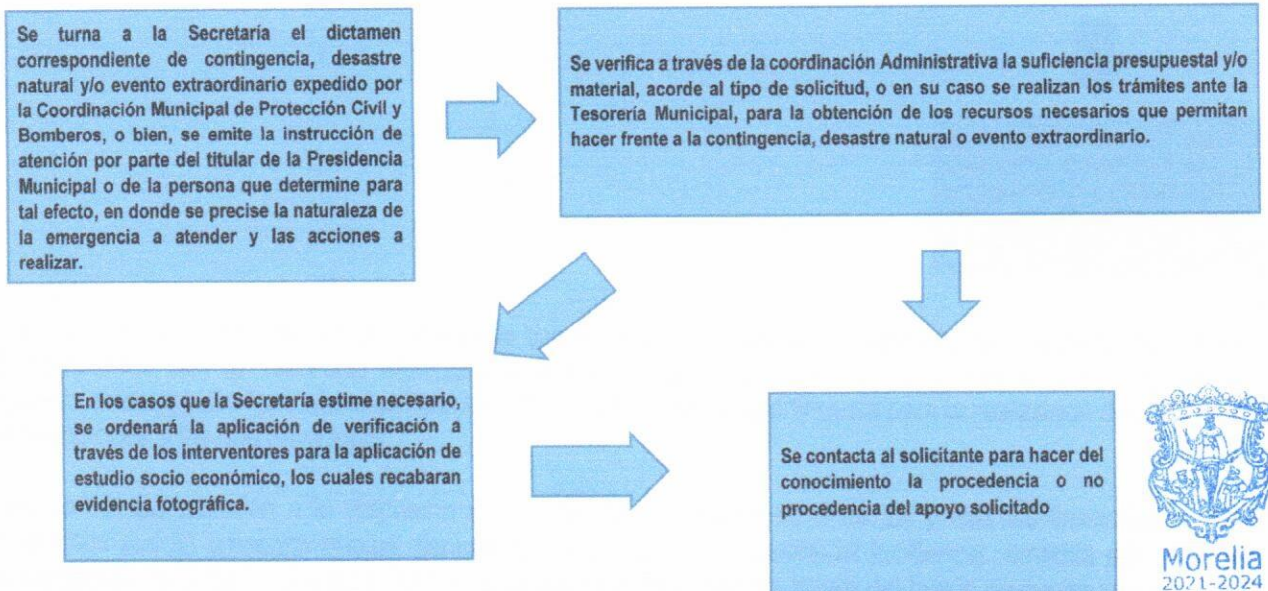 Se turna a la Secretaría el dictamen
correspondiente de contingencia, desastre
natural y/o evento extraordinario expedido por
la Coordinación Municipal de Protección Civil y
Bomberos, o bien, se emite la instrucción de
atención por parte del titular de la Presidencia
Municipal o de la persona que determine para
tal efecto, en donde se precise la naturaleza de
la emergencia a atender y las acciones a
realizar.
Se verifica a través de la coordinación Administrativa la suficiencia presupuestal y/o
material, acorde al tipo de solicitud, o en su caso se realizan los trámites ante la
Tesorería Municipal, para la obtención de los recursos necesarios que permitan
hacer frente a la contingencia, desastre natural o evento extraordinario.
En los casos que la Secretaría estime necesario,
se ordenará la aplicación de verificación a
través de los interventores para la aplicación de
estudio socio económico, los cuales recabaran
evidencia fotográfica.
Se contacta al solicitante para hacer del
conocimiento la procedencia o no
procedencia del apoyo solicitado
Morelia
2021-2024